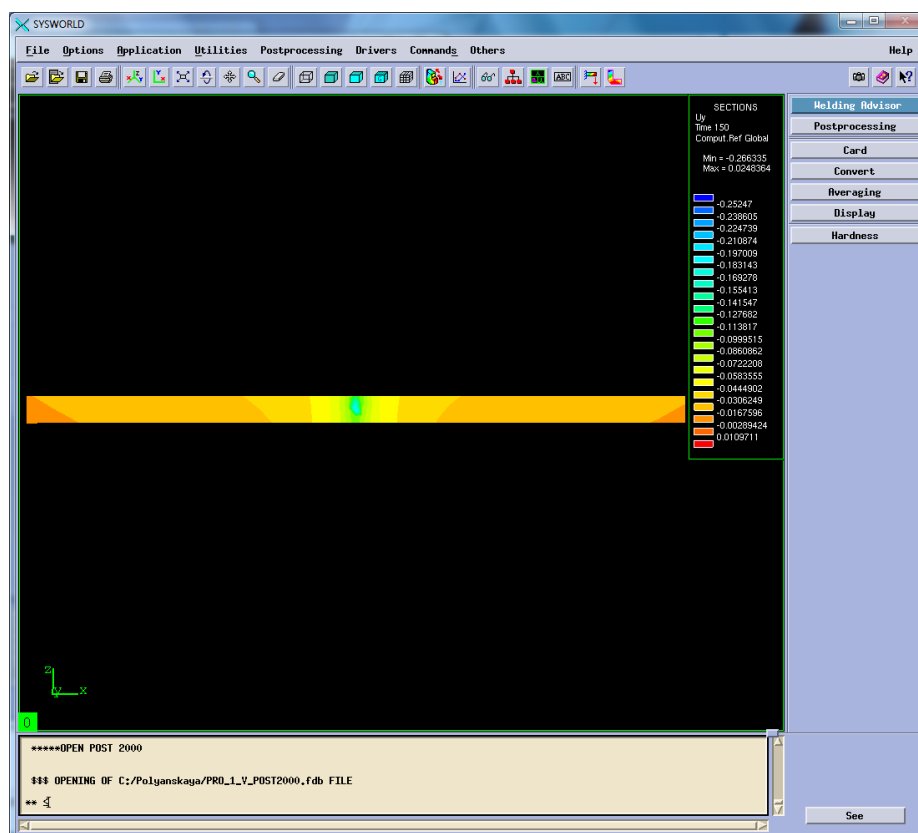 SYSWORLD
File Options Application Utilities Postprocessing Drivers Commands Others Help
ABC
SECTIONS
Uy
Time 150
Comput.Ref Global
Min = -0.266335
Max = 0.0248364
-0.25247
-0.238605
-0.224739
-0.210874
-0.197009
-0.183143
-0.169278
-0.155413
-0.141547
-0.127682
-0.113817
-0.0999515
-0.0860862
-0.0722208
-0.0583555
-0.0444902
-0.0306249
-0.0167596
-0.00289424
0.0109711
Welding Advisor
Postprocessing
Card
Convert
Averaging
Display
Hardness
z
y x
0
*****OPEN POST 2000
$$$ OPENING OF C:/Polyanskaya/PRO_1_V_POST2000.fdb FILE
** <
See